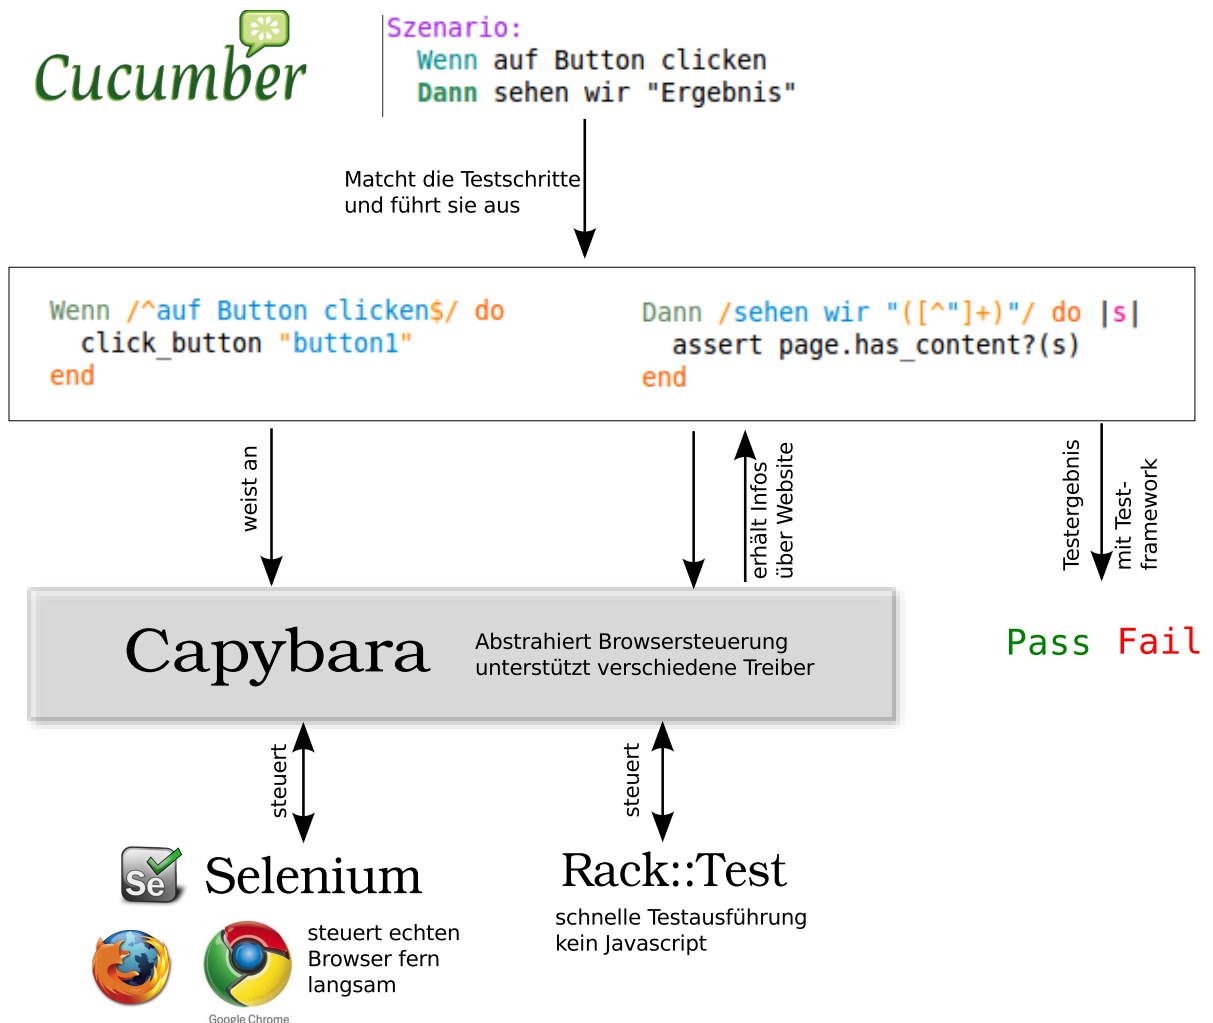 Cucumber
Szenario:
Wenn auf Button clicken
Dann sehen wir "Ergebnis"
Matcht die Testschritte
und führt sie aus
Wenn /^auf Button clicken$/ do
click_button "button1"
end
Dann /sehen wir "([^"]+)"/ do |s|
assert page.has_content?(s)
end
weist an
erhält Infos
über Website
Testergebnis
mit Test-
framework
Capybara
Abstrahiert Browsersteuerung
unterstützt verschiedene Treiber
Pass Fail
steuert
steuert
Se
Selenium
Rack::Test
schnelle Testausführung
kein Javascript
steuert echten
Browser fern
langsam
Google Chrome